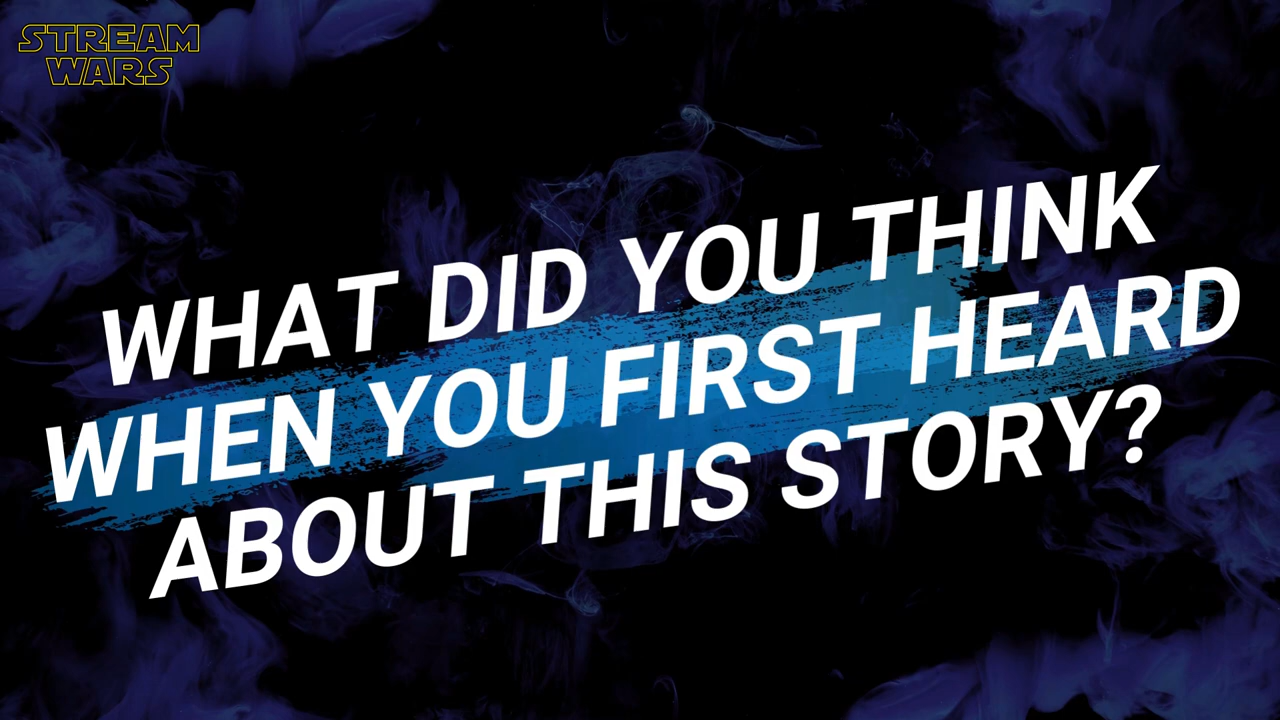 STREAM
WARS
WHAT DID YOU THINK
WHEN YOU FIRST HEARD
ABOUT THIS STORY?